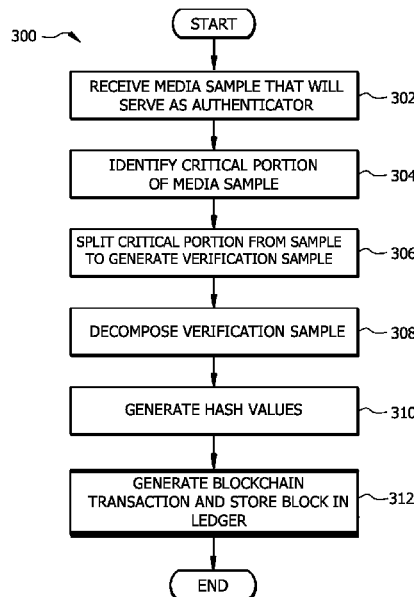 300
START
RECEIVE MEDIA SAMPLE THAT WILL
SERVE AS AUTHENTICATOR
302
IDENTIFY CRITICAL PORTION
OF MEDIA SAMPLE
304
SPLIT CRITICAL PORTION FROM SAMPLE
TO GENERATE VERIFICATION SAMPLE
306
DECOMPOSE VERIFICATION SAMPLE
308
GENERATE HASH VALUES
310
GENERATE BLOCKCHAIN
TRANSACTION AND STORE BLOCK IN
LEDGER
312
END